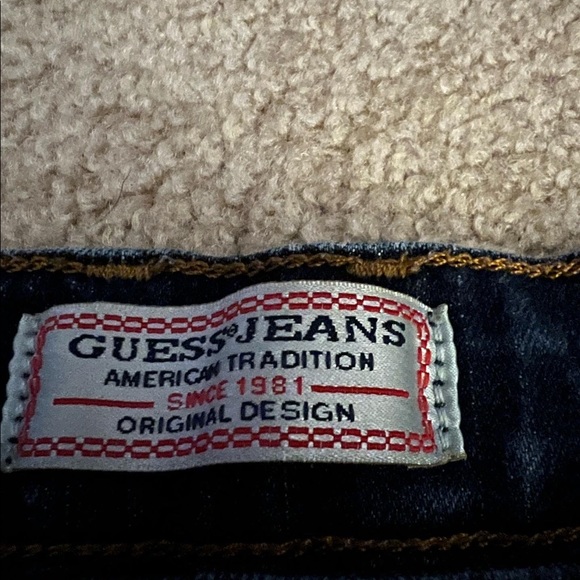 GUESS® JEANS
AMERICAN TRADITION
SINCE 1981
ORIGINAL DESIGN